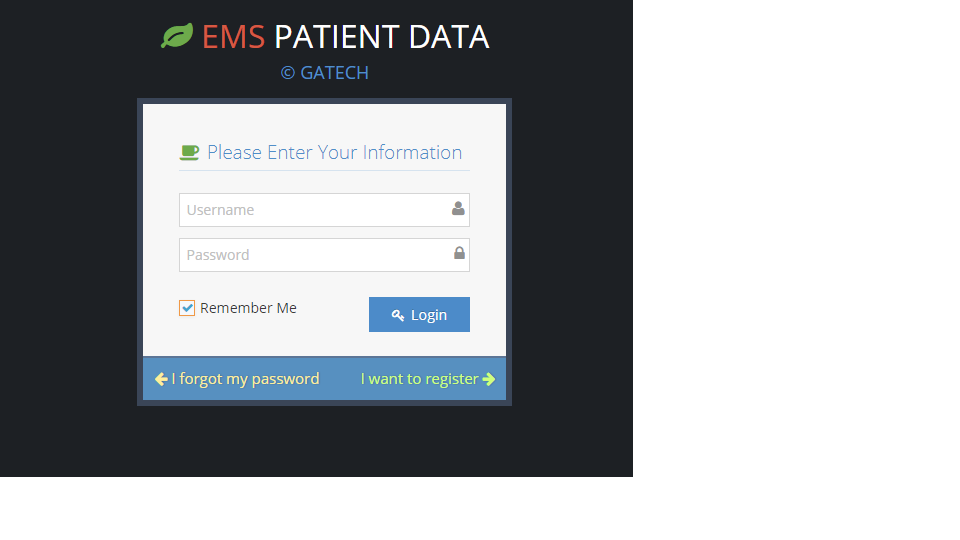 EMS PATIENT DATA
© GATECH
Please Enter Your Information
Username
Password
Remember Me
Login
I forgot my password
I want to register